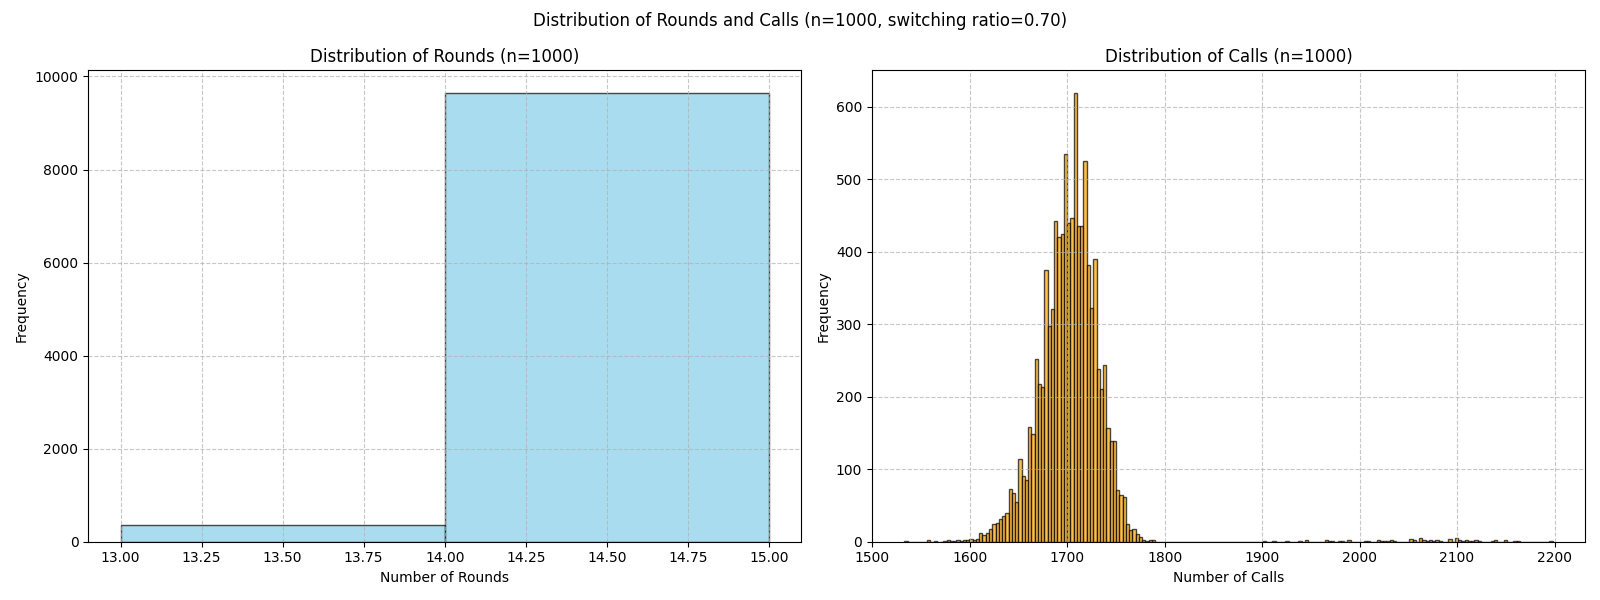 Distribution of Rounds and Calls (n=1000, switching ratio=0.70)
Distribution of Rounds (n=1000)
10000
8000
6000
4000
2000
0
Frequency
13.00 13.25 13.50 13.75 14.00 14.25 14.50 14.75 15.00
Number of Rounds
Distribution of Calls (n=1000)
600
500
400
300
200
100
0
Frequency
1500 1600 1700 1800 1900 2000 2100 2200
Number of Calls